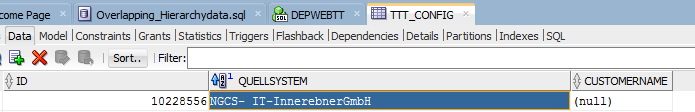 ome Page Overlapping_Hierarchydata.sql DEPWEBTT TTT_CONFIG
Data Model Constraints Grants Statistics Triggers Flashback Dependencies Details Partitions Indexes SQL
Sort.. Filter:
ID QUELLSYSTEM CUSTOMERNAME
10228556 NGCS- IT-InnerebnerGmbH (null)